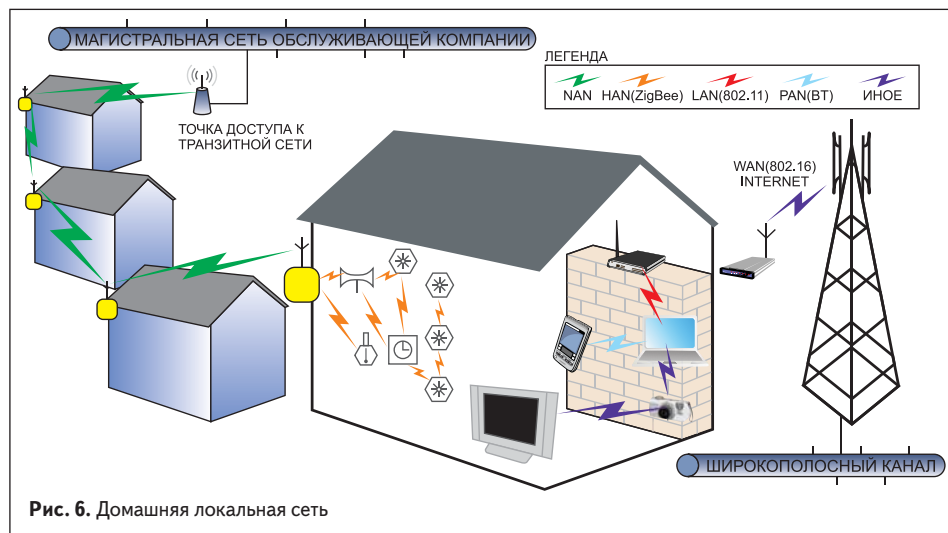 МАГИСТРАЛЬНАЯ СЕТЬ ОБСЛУЖИВАЮЩЕЙ КОМПАНИИ
ЛЕГЕНДА
NAN HAN(ZigBee) LAN(802.11) PAN(BT) ИНОЕ
ТОЧКА ДОСТУПА К
ТРАНЗИТНОЙ СЕТИ
WAN(802.16)
INTERNET
ШИРОКОПОЛОСНЫЙ КАНАЛ
Рис. 6. Домашняя локальная сеть